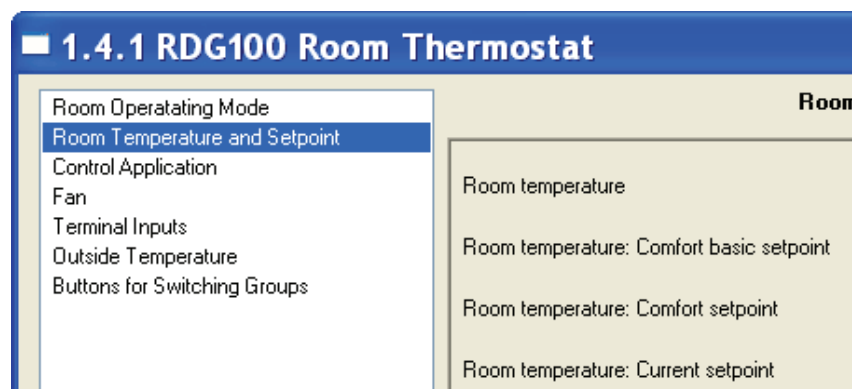 1.4.1 RDG100 Room Thermostat
Room Operatating Mode
Room Temperature and Setpoint
Control Application
Fan
Terminal Inputs
Outside Temperature
Buttons for Switching Groups
Room
Room temperature
Room temperature: Comfort basic setpoint
Room temperature: Comfort setpoint
Room temperature: Current setpoint